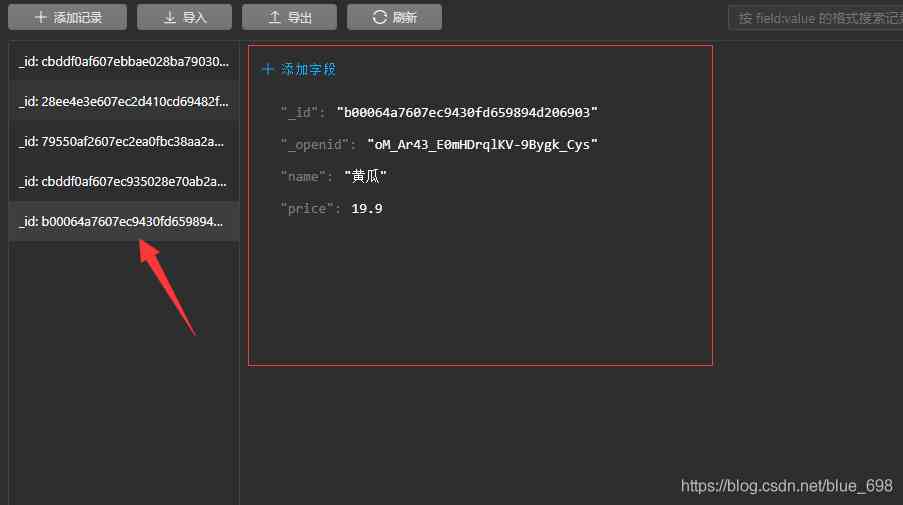 添加记录 导入 导出 刷新 按 field:value 的格式搜索记
_id: cbddf0af607ebbae028ba79030...
_id: 28ee4e3e607ec2d410cd69482f...
_id: 79550af2607ec2ea0fbc38aa2a...
_id: cbddf0af607ec935028e70ab2a...
_id: b00064a7607ec9430fd659894...
添加字段
"_id": "b00064a7607ec9430fd659894d206903"
"_openid": "oM_Ar43_E0mHDrqlKV-9Bygk_Cys"
"name": "黄瓜"
"price": 19.9
https://blog.csdn.net/blue_698